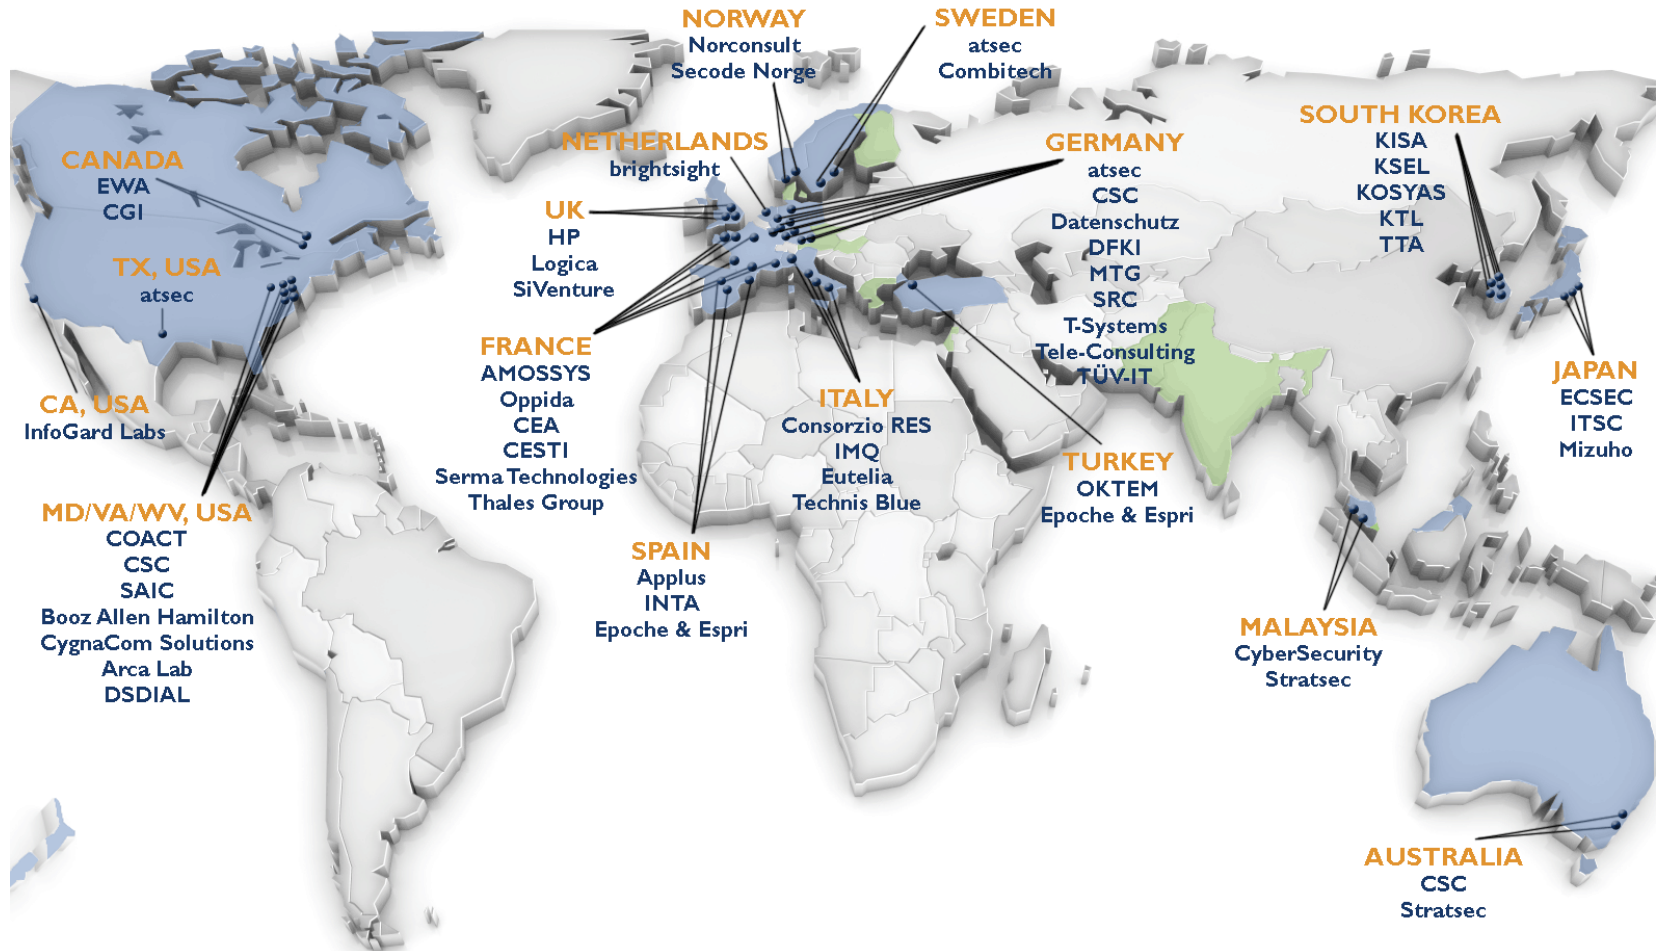 NORWAY
Norconsult
Secode Norge
SWEDEN
atsec
Combitech
CANADA
EWA
CGI
NETHERLANDS
brightsight
GERMANY
atsec
CSC
Datenschutz
DFKI
MTG
SRC
T-Systems
Tele-Consulting
TÜV-IT
SOUTH KOREA
KISA
KSEL
KOSYAS
KTL
TTA
UK
HP
Logica
SiVenture
TX, USA
atsec
CA, USA
InfoGard Labs
FRANCE
AMOSSYS
Oppida
CEA
CESTI
Serma Technologies
Thales Group
ITALY
Consorzio RES
IMQ
Eutelia
Technis Blue
JAPAN
ECSEC
ITSC
Mizuho
TURKEY
OKTEM
Epoche & Espri
MD/VA/WV, USA
COACT
CSC
SAIC
Booz Allen Hamilton
CygnaCom Solutions
Arca Lab
DSDIAL
SPAIN
Applus
INTA
Epoche & Espri
MALAYSIA
CyberSecurity
Stratsec
AUSTRALIA
CSC
Stratsec